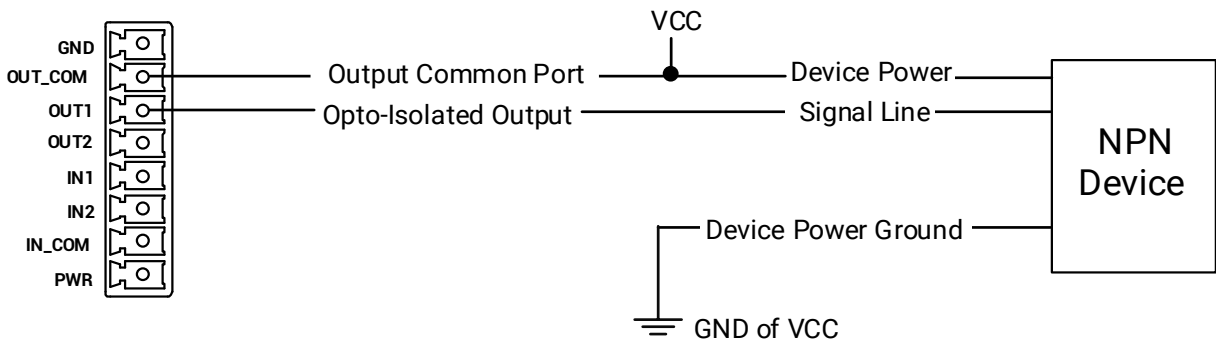 VCC
GND
OUT_COM
Output Common Port
Device Power
OUT1
Opto-Isolated Output
Signal Line
OUT2
NPN
Device
IN1
IN2
IN_COM
Device Power Ground
PWR
GND of VCC